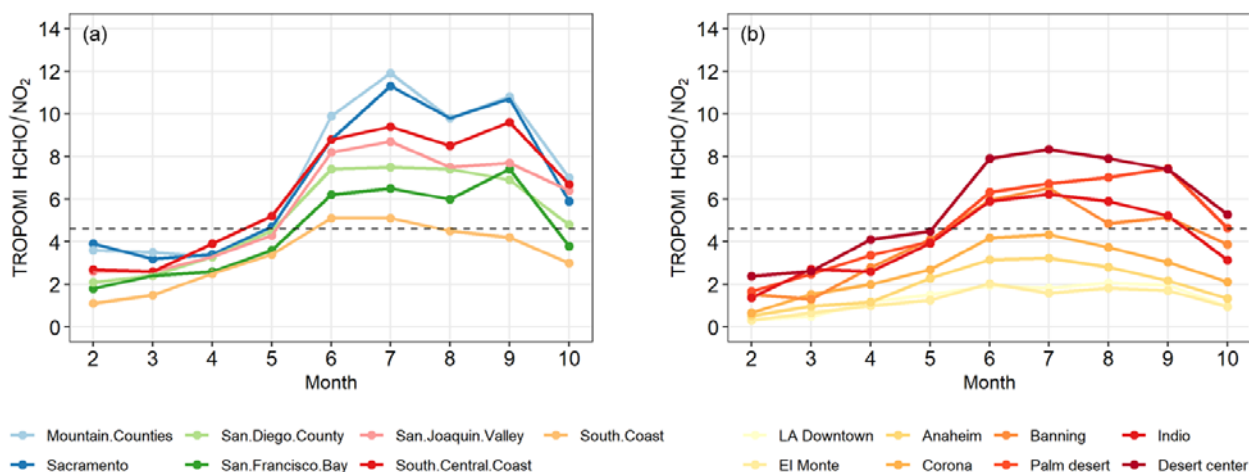 (a)
14
12
10
8
6
4
2
0
TROPOMI HCHO/NO₂
2 3 4 5 6 7 8 9 10
Month
Mountain.Counties San.Diego.County San.Joaquin.Valley South.Coast
Sacramento San.Francisco.Bay South.Central.Coast
(b)
14
12
10
8
6
4
2
0
TROPOMI HCHO/NO₂
2 3 4 5 6 7 8 9 10
Month
LA Downtown Anaheim Banning Indio
El Monte Corona Palm desert Desert center